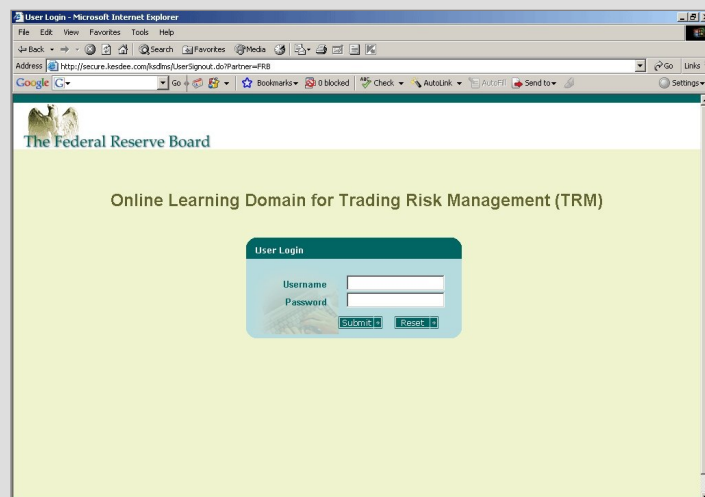 User Login - Microsoft Internet Explorer
File Edit View Favorites Tools Help
Back Search Favorites Media
Address http://secure.kesdee.com/ksdlms/UserSignout.do?Partner=FRB Go Links
Google G Go Bookmarks 0 blocked ABC Check AutoLink AutoFill Send to Settings
The Federal Reserve Board
Online Learning Domain for Trading Risk Management (TRM)
User Login
Username
Password
Submit Reset